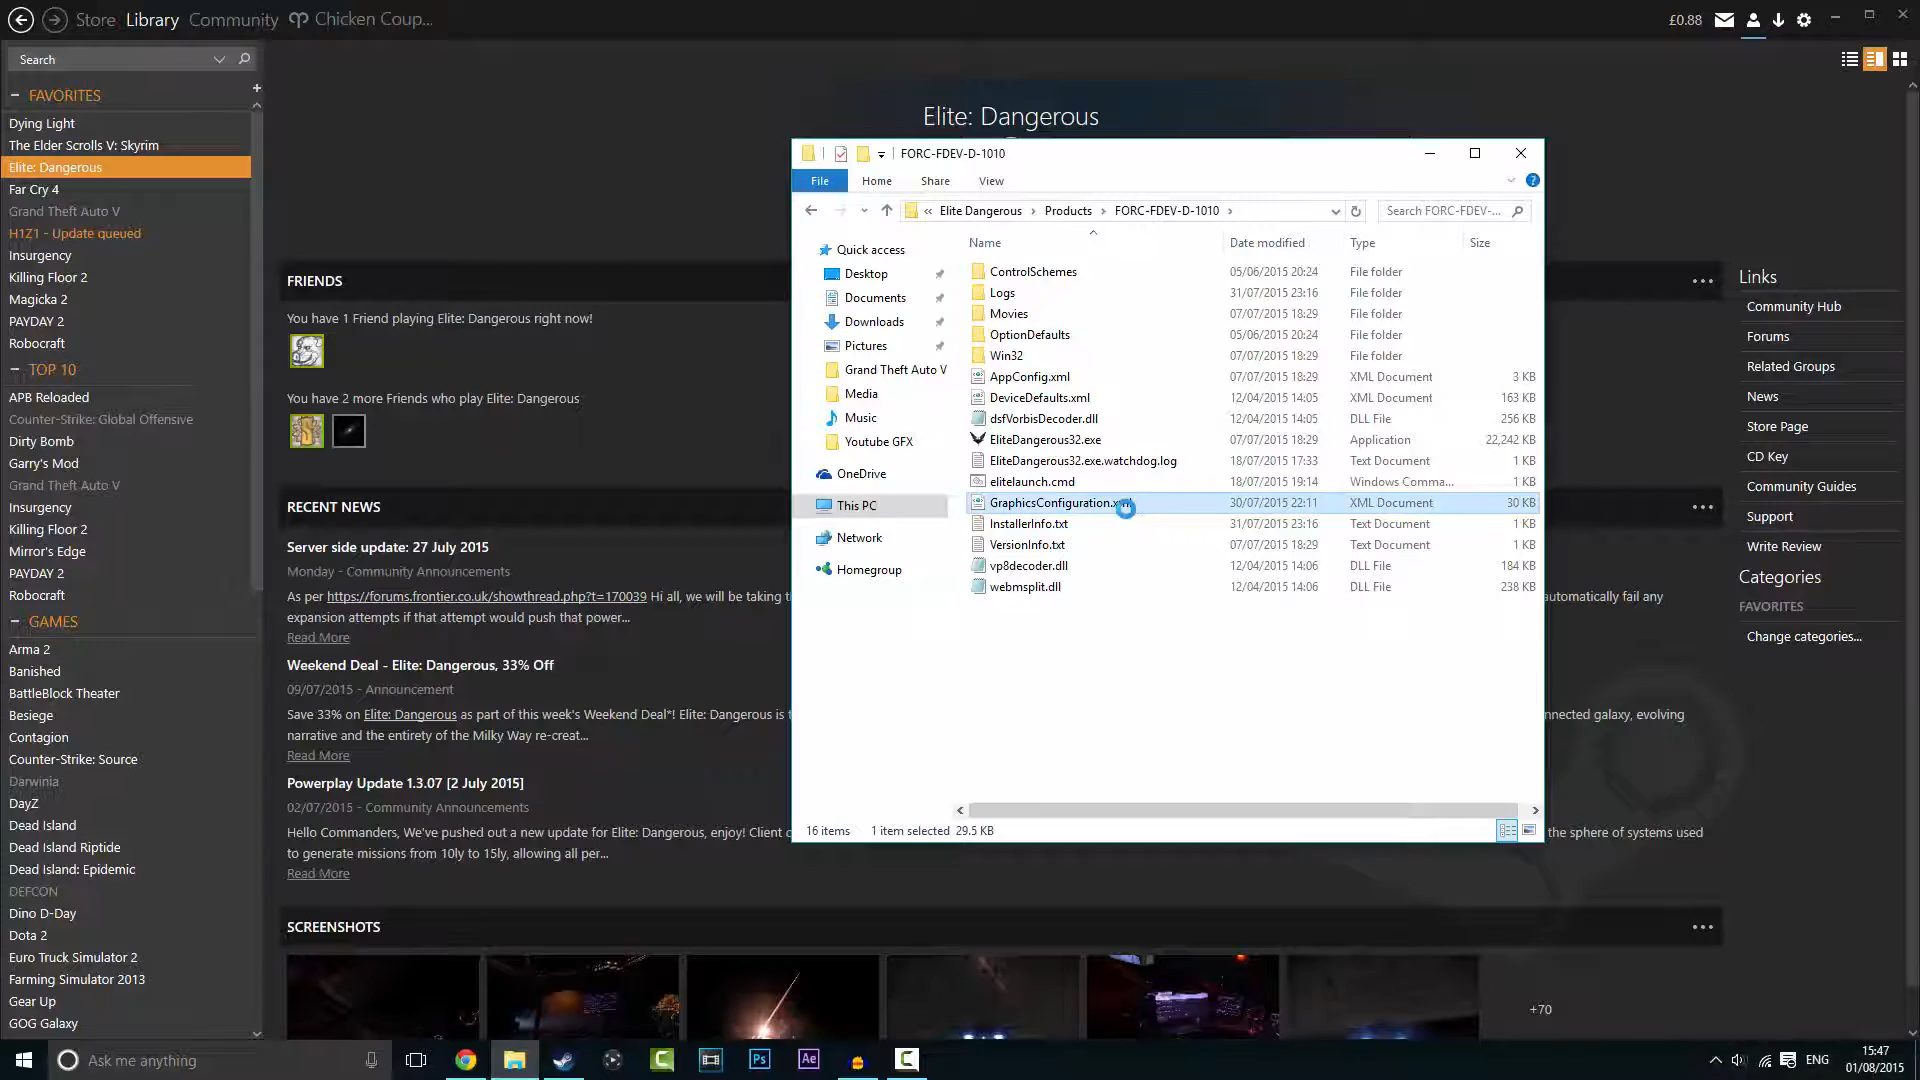 Store Library Community Chicken Coup...
£0.88
Search
FAVORITES
Dying Light
The Elder Scrolls V: Skyrim
Elite: Dangerous
Far Cry 4
Grand Theft Auto V
H1Z1 - Update queued
Insurgency
Killing Floor 2
Magicka 2
PAYDAY 2
Robocraft
TOP 10
APB Reloaded
Counter-Strike: Global Offensive
Dirty Bomb
Garry's Mod
Grand Theft Auto V
Insurgency
Killing Floor 2
Mirror's Edge
PAYDAY 2
Robocraft
GAMES
Arma 2
Banished
BattleBlock Theater
Besiege
Contagion
Counter-Strike: Source
Darwinia
DayZ
Dead Island
Dead Island Riptide
Dead Island: Epidemic
DEFCON
Dino D-Day
Dota 2
Euro Truck Simulator 2
Farming Simulator 2013
Gear Up
GOG Galaxy
Elite: Dangerous
FRIENDS
You have 1 Friend playing Elite: Dangerous right now!
You have 2 more Friends who play Elite: Dangerous
RECENT NEWS
Server side update: 27 July 2015
Monday - Community Announcements
As per https://forums.frontier.co.uk/showthread.php?t=170039 Hi all, we will be taking th
automatically fail any
expansion attempts if that attempt would push that power...
Read More
Weekend Deal - Elite: Dangerous, 33% Off
09/07/2015 - Announcement
Save 33% on Elite: Dangerous as part of this week's Weekend Deal*! Elite: Dangerous is t
nnected galaxy, evolving
narrative and the entirety of the Milky Way re-creat...
Read More
Powerplay Update 1.3.07 [2 July 2015]
02/07/2015 - Community Announcements
Hello Commanders, We've pushed out a new update for Elite: Dangerous, enjoy! Client c
the sphere of systems used
to generate missions from 10ly to 15ly, allowing all per...
Read More
SCREENSHOTS
+70
FORC-FDEV-D-1010
File Home Share View
« Elite Dangerous › Products › FORC-FDEV-D-1010 ›
Search FORC-FDEV-...
Quick access
Desktop
Documents
Downloads
Pictures
Grand Theft Auto V
Media
Music
Youtube GFX
OneDrive
This PC
Network
Homegroup
Name Date modified Type Size
ControlSchemes 05/06/2015 20:24 File folder
Logs 31/07/2015 23:16 File folder
Movies 07/07/2015 18:29 File folder
OptionDefaults 05/06/2015 20:24 File folder
Win32 07/07/2015 18:29 File folder
AppConfig.xml 07/07/2015 18:29 XML Document 3 KB
DeviceDefaults.xml 12/04/2015 14:05 XML Document 163 KB
dsfVorbisDecoder.dll 12/04/2015 14:05 DLL File 256 KB
EliteDangerous32.exe 07/07/2015 18:29 Application 22,242 KB
EliteDangerous32.exe.watchdog.log 18/07/2015 17:33 Text Document 1 KB
elitelaunch.cmd 18/07/2015 19:14 Windows Comma... 1 KB
GraphicsConfiguration.xml 30/07/2015 22:11 XML Document 30 KB
InstallerInfo.txt 31/07/2015 23:16 Text Document 1 KB
VersionInfo.txt 07/07/2015 18:29 Text Document 1 KB
vp8decoder.dll 12/04/2015 14:06 DLL File 184 KB
webmsplit.dll 12/04/2015 14:06 DLL File 238 KB
16 items 1 item selected 29.5 KB
Links
Community Hub
Forums
Related Groups
News
Store Page
CD Key
Community Guides
Support
Write Review
Categories
FAVORITES
Change categories...
Ask me anything
Ps
Ae
ENG
15:47
01/08/2015